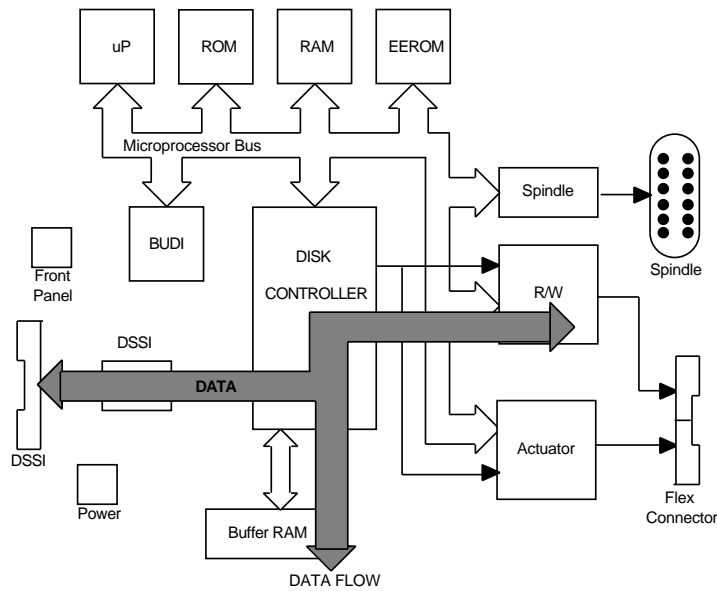 uP
ROM
RAM
EEROM
Microprocessor Bus
Spindle
BUDI
DISK
CONTROLLER
Spindle
Front
Panel
R/W
DSSI
DATA
DSSI
Actuator
Power
Buffer RAM
Flex
Connector
DATA FLOW